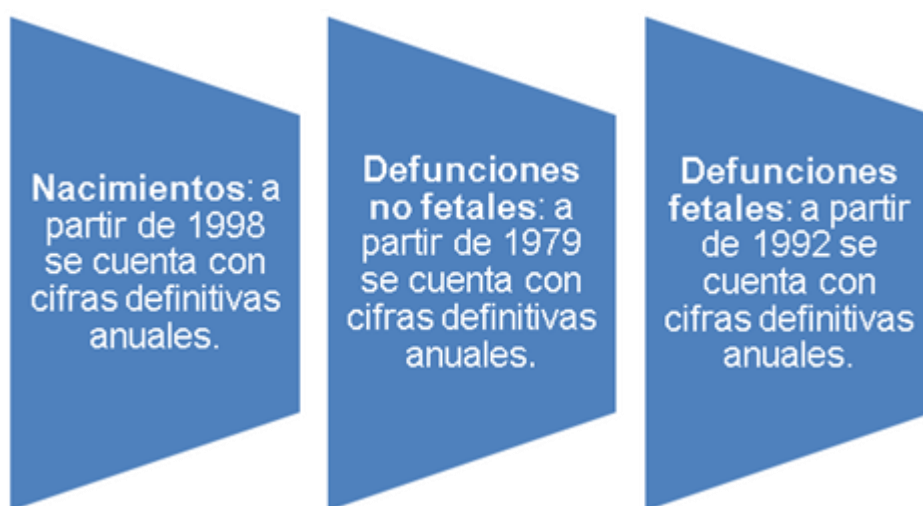 Nacimientos: a
partir de 1998
se cuenta con
cifras definitivas
anuales.
Defunciones
no fetales: a
partir de 1979
se cuenta con
cifras definitivas
anuales.
Defunciones
fetales: a partir
de 1992 se
cuenta con
cifras definitivas
anuales.